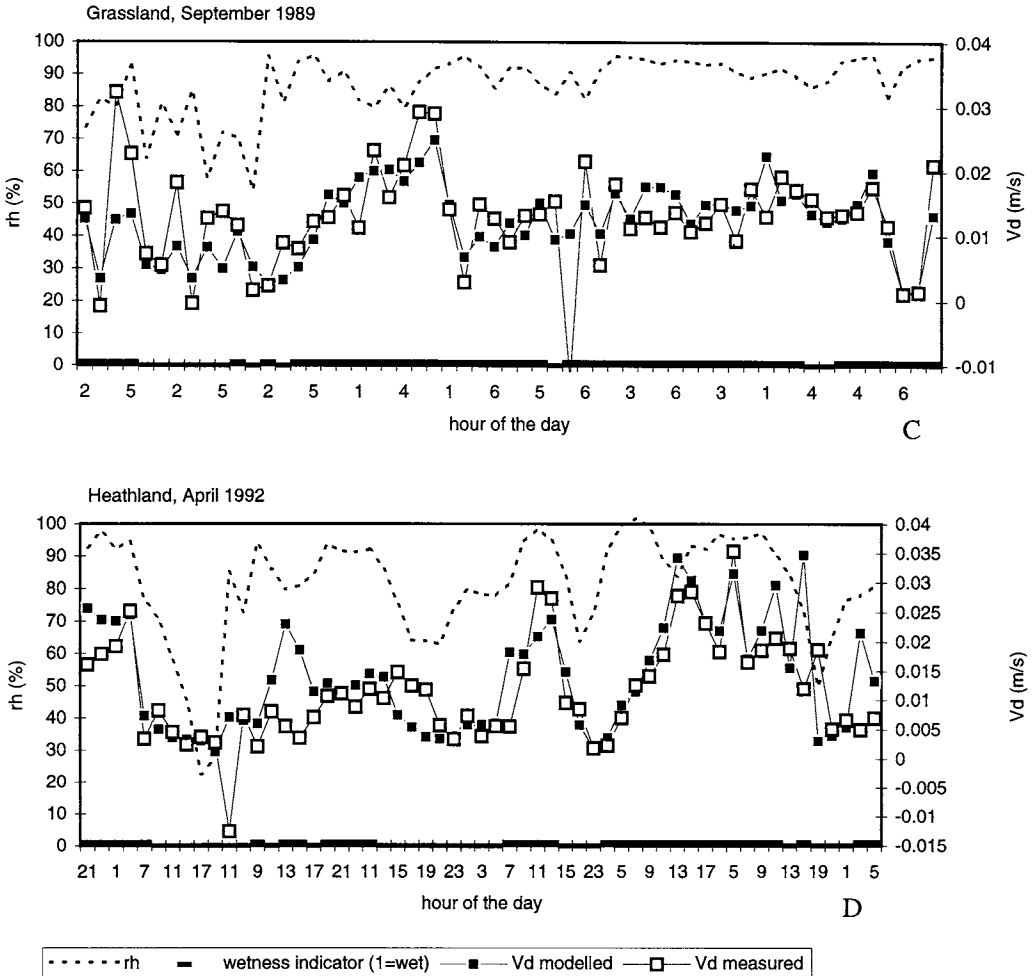 Grassland, September 1989
100 0.04
90
80 0.03
70
60 0.02
50
40 0.01
30
20 0
10
0 -0.01
rh (%)
Vd (m/s)
2 5 2 5 2 5 1 4 1 5 6 3 6 3 1 4 4 6
hour of the day
C
Heathland, April 1992
100 0.04
90 0.035
80 0.03
70 0.025
60 0.02
50 0.015
40 0.01
30 0.005
20 0
10 -0.005
0 -0.01
-0.015
rh (%)
Vd (m/s)
21 1 7 11 17 11 9 13 17 21 11 15 19 23 3 7 11 15 23 5 9 13 17 5 9 13 19 1 5
hour of the day
D
rh wetness indicator (1=wet) Vd modelled Vd measured